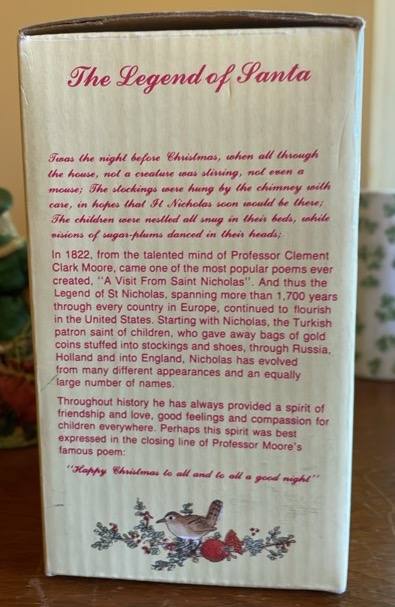 The Legend of Santa
Twas the night before Christmas, when all through
the house, not a creature was stirring, not even a
mouse; The stockings were hung by the chimney with
care, in hopes that St Nicholas soon would be there;
The children were nestled all snug in their beds, while
visions of sugar-plums danced in their heads;
In 1822, from the talented mind of Professor Clement
Clark Moore, came one of the most popular poems ever
created, "A Visit From Saint Nicholas". And thus the
Legend of St Nicholas, spanning more than 1,700 years
through every country in Europe, continued to flourish
in the United States. Starting with Nicholas, the Turkish
patron saint of children, who gave away bags of gold
coins stuffed into stockings and shoes, through Russia,
Holland and into England, Nicholas has evolved
from many different appearances and an equally
large number of names.
Throughout history he has always provided a spirit of
friendship and love, good feelings and compassion for
children everywhere. Perhaps this spirit was best
expressed in the closing line of Professor Moore's
famous poem:
"Happy Christmas to all and to all a good night"